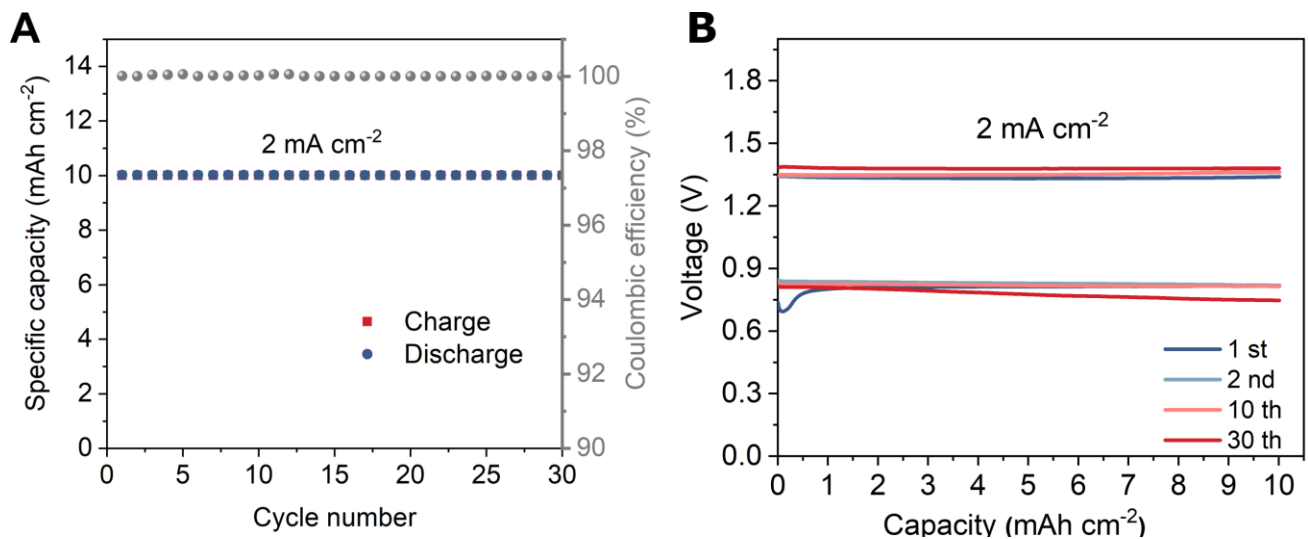 A
Specific capacity (mAh cm⁻²)
14
12
10
8
6
4
2
0
2 mA cm⁻²
Charge
Discharge
100
98
96
94
92
90
Coulombic efficiency (%)
0 5 10 15 20 25 30
Cycle number
B
Voltage (V)
1.8
1.5
1.2
0.9
0.6
0.3
0.0
2 mA cm⁻²
1 st
2 nd
10 th
30 th
0 1 2 3 4 5 6 7 8 9 10
Capacity (mAh cm⁻²)